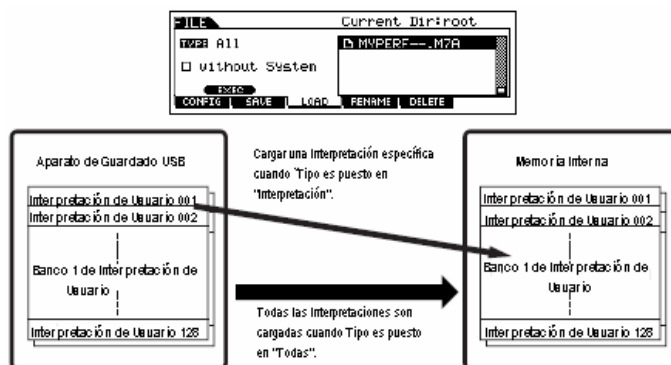 FILE
Current Dir:root
TYPE All
MYPERF--.M7A
without System
EXEC
CONFIG SAVE LOAD RENAME DELETE
Aparato de Guardado USB
Interpretación de Usuario 001
Interpretación de Usuario 002
Banco 1 de Interpretación de
Usuario
Interpretación de Usuario 128
Cargar una Interpretación específica
cuando "Tipo es puesto en
"Interpretación".
Todas las Interpretaciones son
cargadas cuando Tipo es puesto
en "Todas".
Memoria Interna
Interpretación de Usuario 001
Interpretación de Usuario 002
Banco 1 de Interpretación de
Usuario
Interpretación de Usuario 128